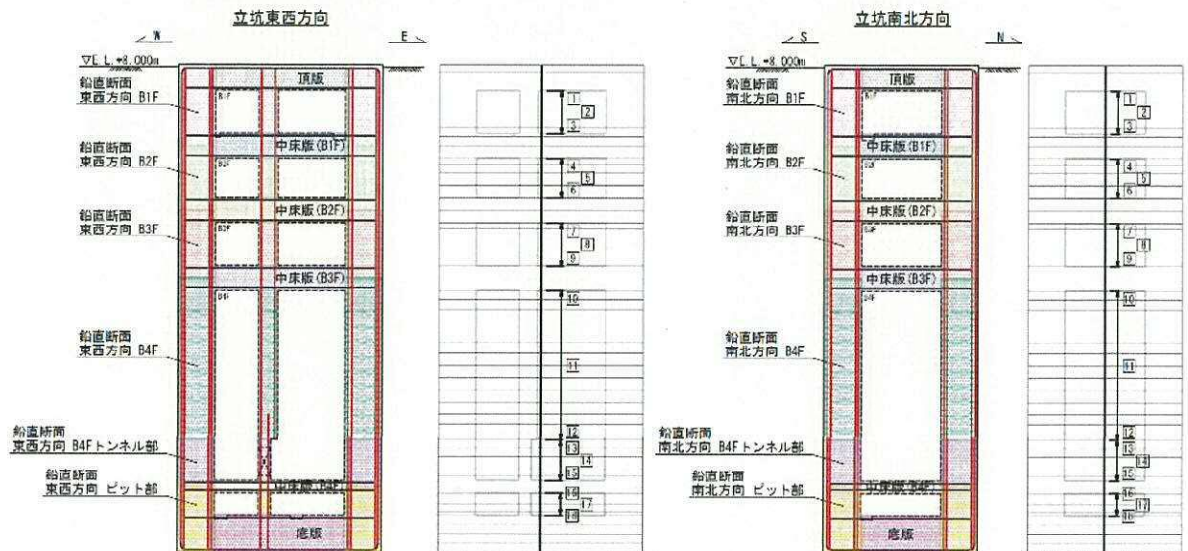 立坑東西方向
W
E
▽E.L.+8.000m
頂版
鉛直断面
東西方向 B1F
B1F
1
2
3
中床版(B1F)
鉛直断面
東西方向 B2F
B2F
4
5
6
中床版(B2F)
鉛直断面
東西方向 B3F
B3F
7
8
9
中床版(B3F)
B4F
10
鉛直断面
東西方向 B4F
11
12
鉛直断面
東西方向 B4Fトンネル部
13
14
15
中床版(B4F)
鉛直断面
東西方向 ピット部
16
17
18
底版
立坑南北方向
S
N
▽E.L.+8.000m
頂版
鉛直断面
南北方向 B1F
B1F
1
2
3
中床版(B1F)
鉛直断面
南北方向 B2F
B2F
4
5
6
中床版(B2F)
鉛直断面
南北方向 B3F
B3F
7
8
9
中床版(B3F)
B4F
10
鉛直断面
南北方向 B4F
11
12
鉛直断面
南北方向 B4Fトンネル部
13
14
15
中床版(B4F)
鉛直断面
南北方向 ピット部
16
17
18
底版